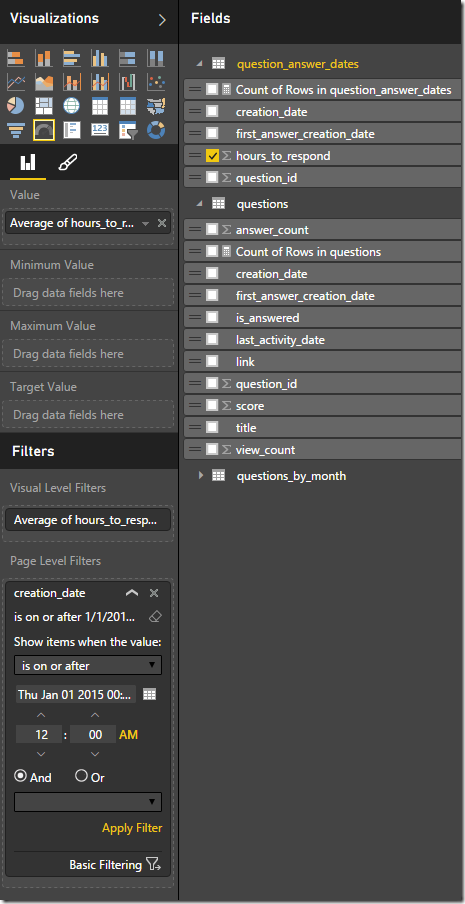 Visualizations
Value
Average of hours_to_r...
Minimum Value
Drag data fields here
Maximum Value
Drag data fields here
Target Value
Drag data fields here
Filters
Visual Level Filters
Average of hours_to_resp...
Page Level Filters
creation_date
is on or after 1/1/201...
Show items when the value:
is on or after
Thu Jan 01 2015 00:...
12 : 00 AM
And Or
Apply Filter
Basic Filtering
Fields
question_answer_dates
Count of Rows in question_answer_dates
creation_date
first_answer_creation_date
Σ hours_to_respond
Σ question_id
questions
Σ answer_count
Count of Rows in questions
creation_date
first_answer_creation_date
is_answered
last_activity_date
link
Σ question_id
Σ score
title
Σ view_count
questions_by_month